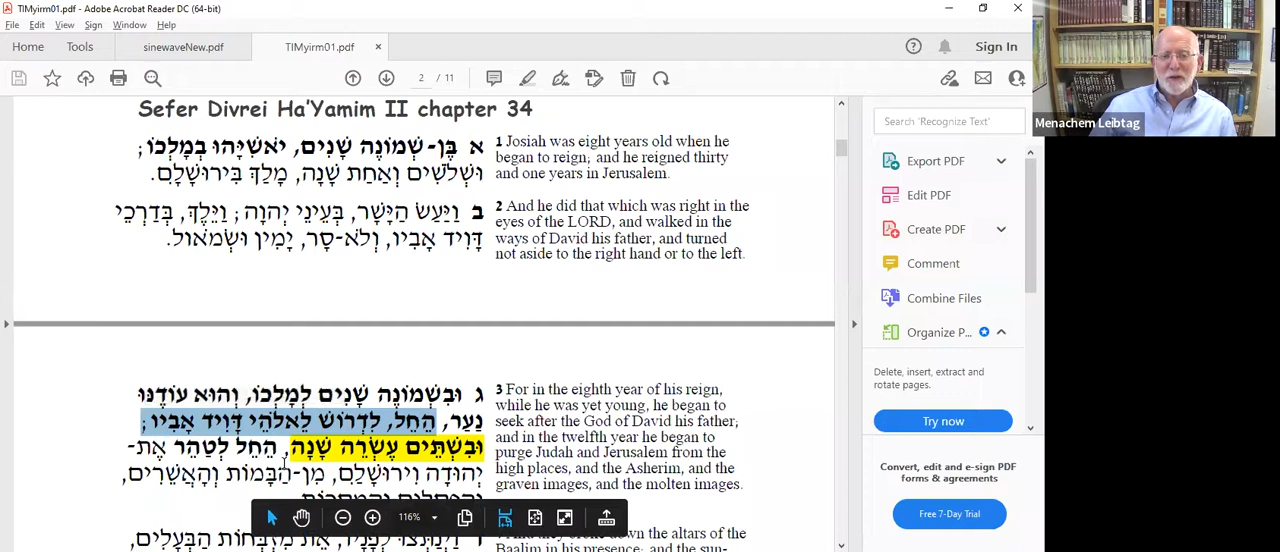 TIMyirm01.pdf - Adobe Acrobat Reader DC (64-bit)
File Edit View Sign Window Help
Home Tools sinewaveNew.pdf TIMyirm01.pdf × Sign In
2 / 11
Sefer Divrei Ha'Yamim II chapter 34
א בֶּן-שְׁמוֹנֶה שָׁנִים, יֹאשִׁיָּהוּ בְמָלְכוֹ;
וּשְׁלֹשִׁים וְאַחַת שָׁנָה, מָלַךְ בִּירוּשָׁלִָם.
1 Josiah was eight years old when he
began to reign; and he reigned thirty
and one years in Jerusalem.
ב וַיַּעַשׂ הַיָּשָׁר, בְּעֵינֵי יְהוָה; וַיֵּלֶךְ, בְּדַרְכֵי
דָּוִיד אָבִיו, וְלֹא-סָר, יָמִין וּשְׂמֹאול.
2 And he did that which was right in the
eyes of the LORD, and walked in the
ways of David his father, and turned
not aside to the right hand or to the left.
ג וּבִשְׁמוֹנֶה שָׁנִים לְמָלְכוֹ, וְהוּא עוֹדֶנּוּ
נַעַר, הֵחֵל, לִדְרוֹשׁ לֵאלֹהֵי דָּוִיד אָבִיו;
וּבִשְׁתֵּים עֶשְׂרֵה שָׁנָה, הֵחֵל לְטַהֵר אֶת-
יְהוּדָה וִירוּשָׁלִַם, מִן-הַבָּמוֹת וְהָאֲשֵׁרִים,
3 For in the eighth year of his reign,
while he was yet young, he began to
seek after the God of David his father;
and in the twelfth year he began to
purge Judah and Jerusalem from the
high places, and the Asherim, and the
graven images, and the molten images.
אֵת מִזְבְּחוֹת הַבְּעָלִים,
down the altars of the
Baalim in his presence; and the sun-
116%
Search 'Recognize Text'
Export PDF
Edit PDF
Create PDF
Comment
Combine Files
Organize P...
Delete, insert, extract and
rotate pages.
Try now
Convert, edit and e-sign PDF
forms & agreements
Free 7-Day Trial
Menachem Leibtag